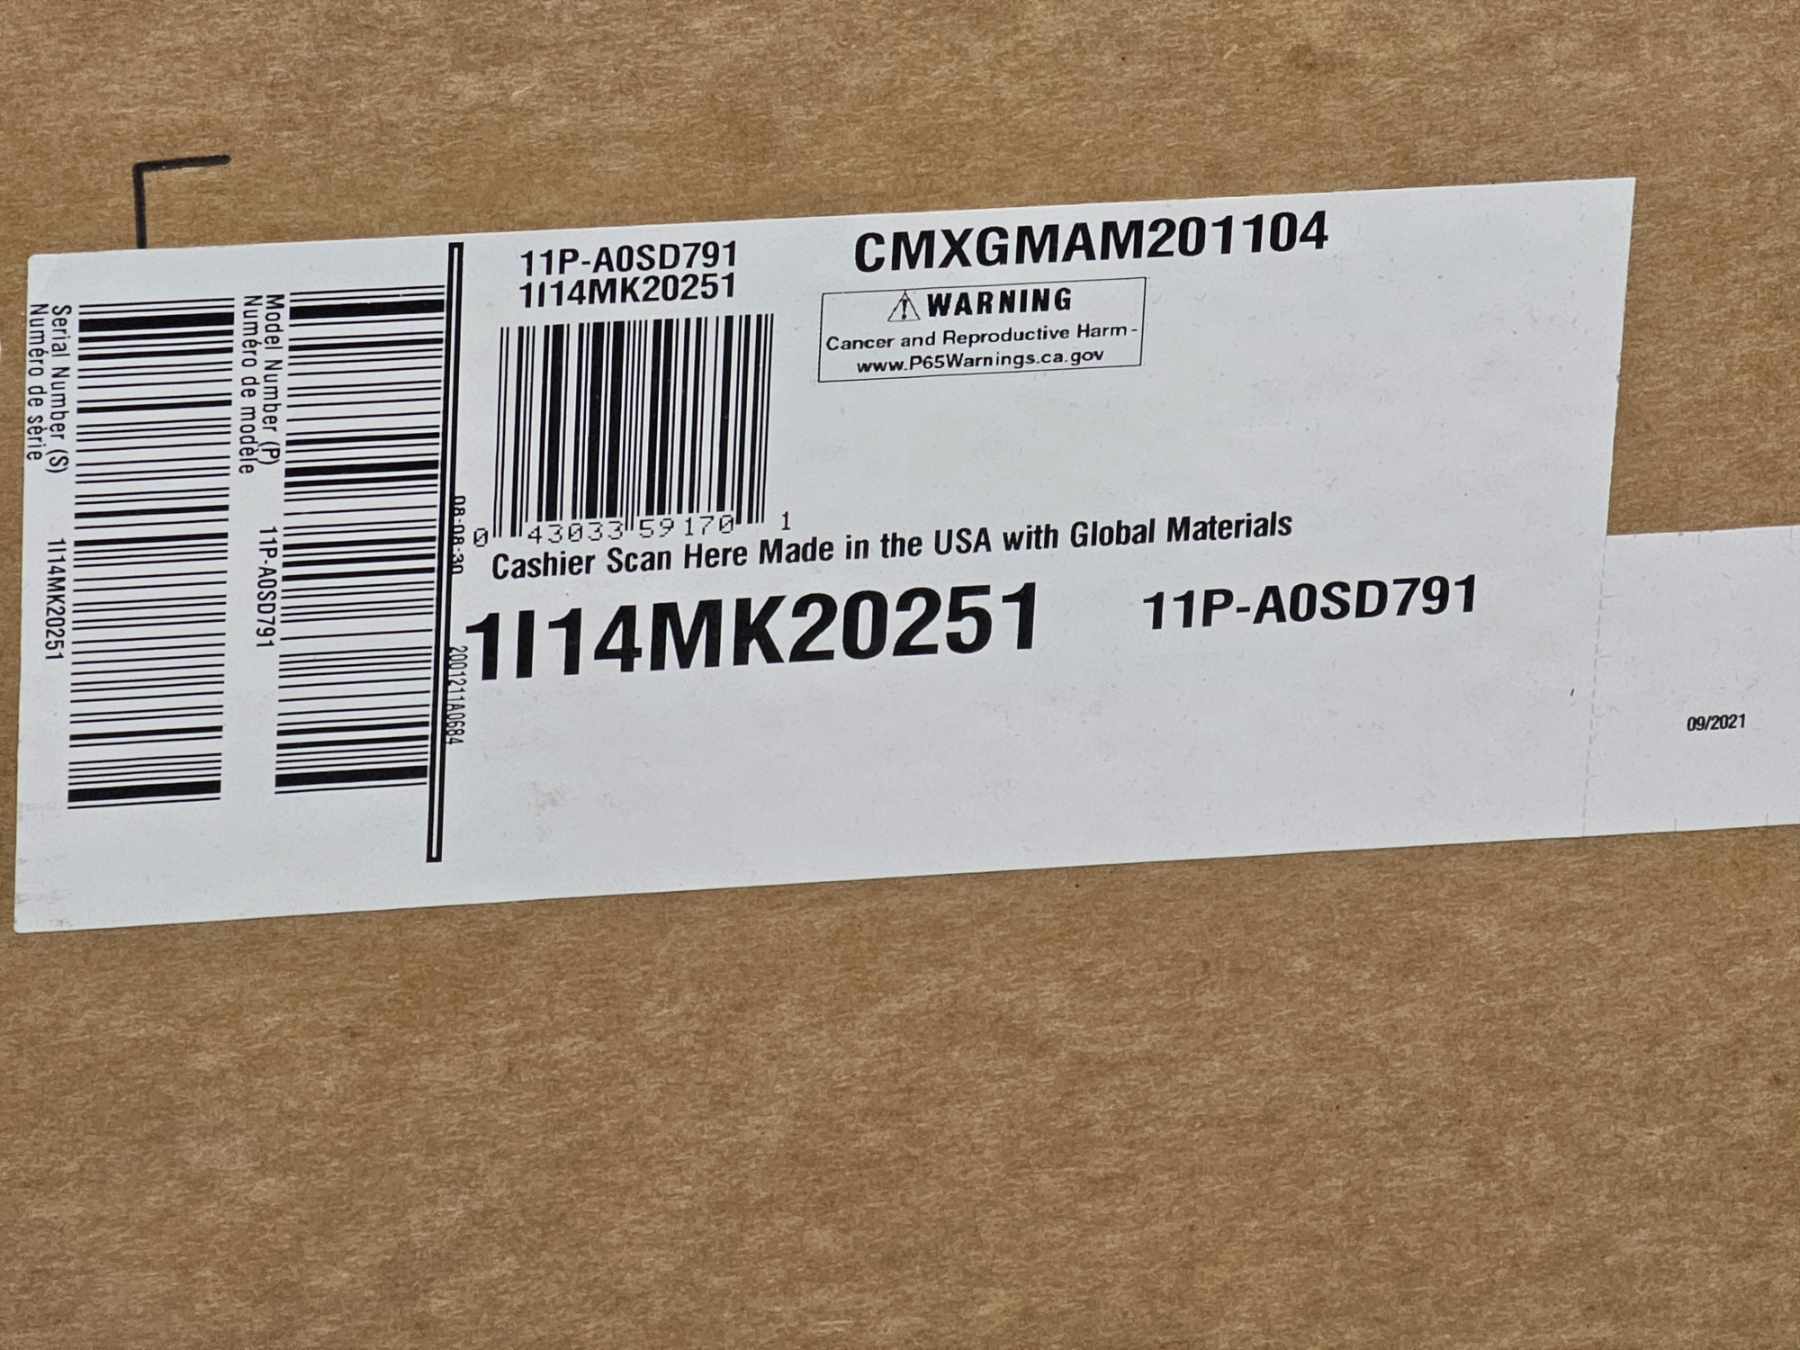 Serial Number (S)
Numéro de série
1I14MK20251
Model Number (P)
Numéro de modèle
11P-A0SD791
08:08:30
2001211A0684
11P-A0SD791
1I14MK20251
0 43033 59170 1
Cashier Scan Here Made in the USA with Global Materials
CMXGMAM201104
WARNING
Cancer and Reproductive Harm -
www.P65Warnings.ca.gov
1I14MK20251
11P-A0SD791
09/2021